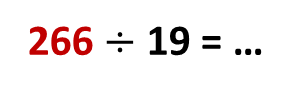 266 ÷ 19 = ...